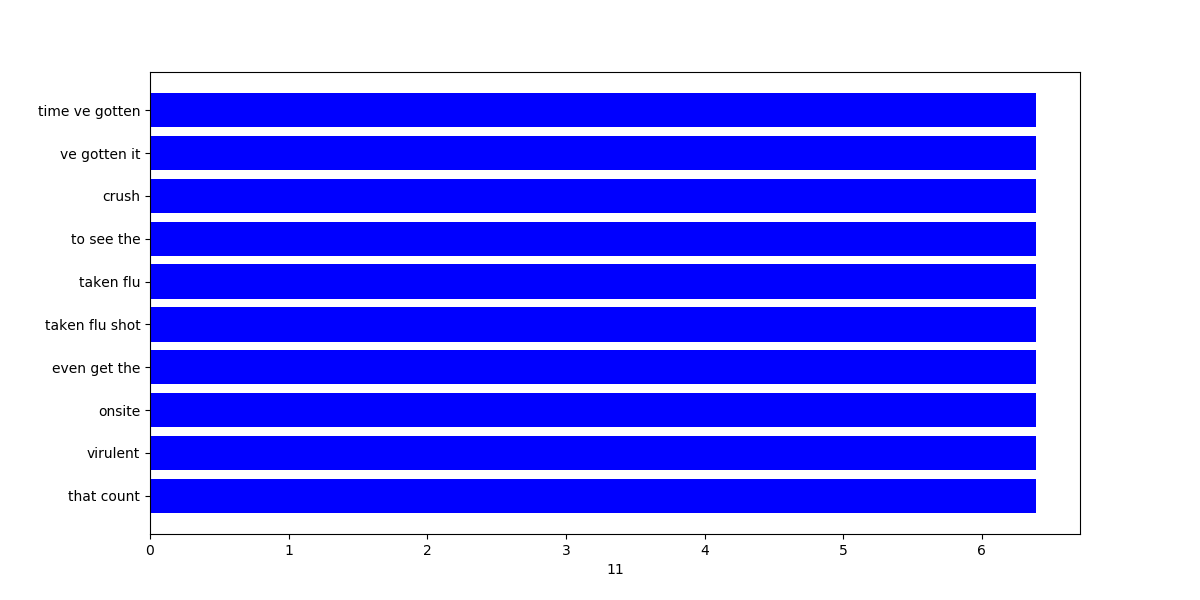 time ve gotten
ve gotten it
crush
to see the
taken flu
taken flu shot
even get the
onsite
virulent
that count
0 1 2 3 4 5 6
11